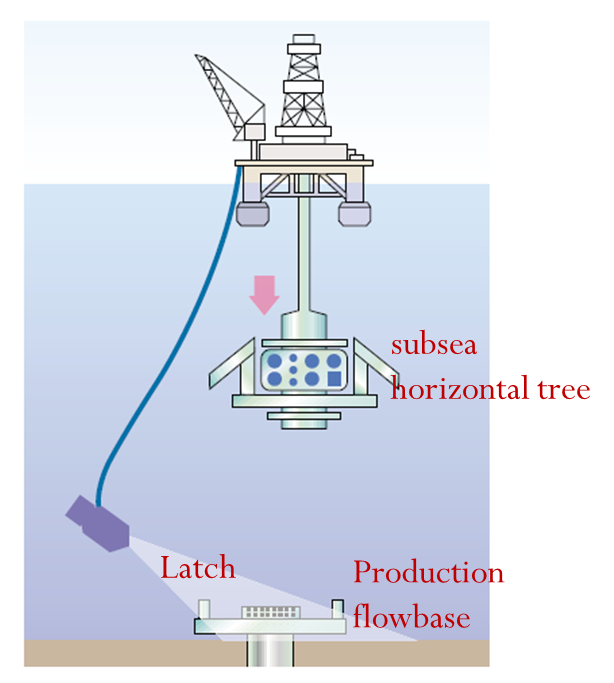 subsea
horizontal tree
Latch
Production
flowbase